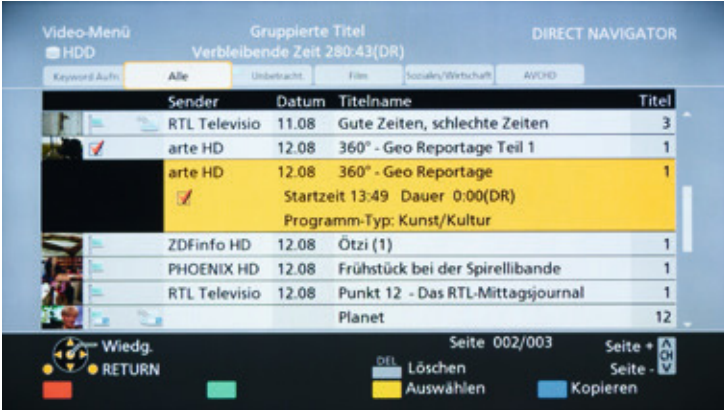 Video-Menü Gruppierte Titel DIRECT NAVIGATOR
HDD Verbleibende Zeit 280:43(DR)
Keyword Aufn. Alle Unbetracht. Film Soziales/Wirtschaft AVCHD
Sender Datum Titelname Titel
RTL Televisio 11.08 Gute Zeiten, schlechte Zeiten 3
arte HD 12.08 360° - Geo Reportage Teil 1 1
arte HD 12.08 360° - Geo Reportage 1
Startzeit 13:49 Dauer 0:00(DR)
Programm-Typ: Kunst/Kultur
ZDFinfo HD 12.08 Ötzi (1) 1
PHOENIX HD 12.08 Frühstück bei der Spirellibande 1
RTL Televisio 12.08 Punkt 12 - Das RTL-Mittagsjournal 1
Planet 12
Wiedg. Seite 002/003 Seite + CH
RETURN DEL Löschen Seite -
Auswählen Kopieren